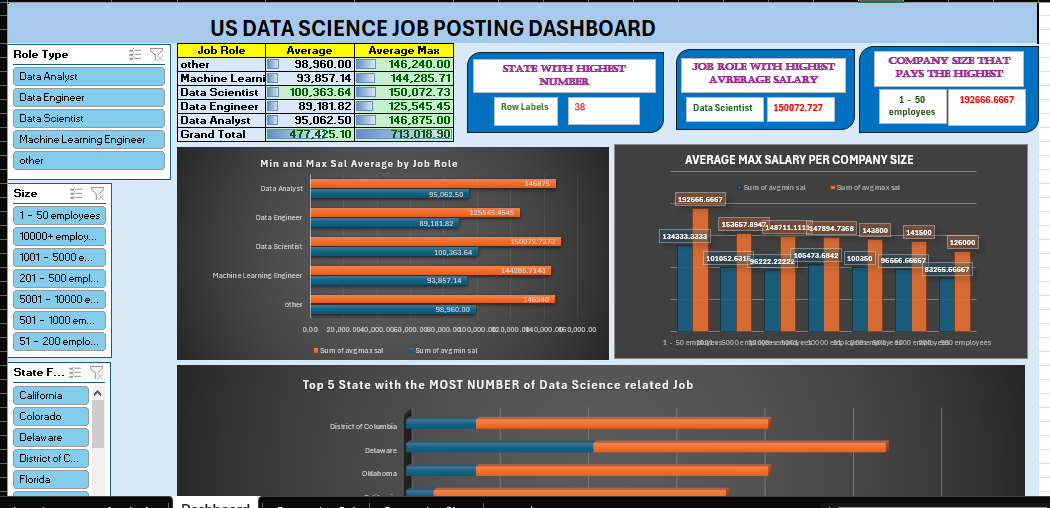 US DATA SCIENCE JOB POSTING DASHBOARD
Role Type
Data Analyst
Data Engineer
Data Scientist
Machine Learning Engineer
other
Size
1 - 50 employees
10000+ employ...
1001 - 5000 e...
201 - 500 empl...
5001 - 10000 e...
501 - 1000 em...
51 - 200 emplo...
State F...
California
Colorado
Delaware
District of C...
Florida
Job Role Average Average Max
other 98,960.00 146,240.00
Machine Learni 93,857.14 144,285.71
Data Scientist 100,363.64 150,072.73
Data Engineer 89,181.82 125,545.45
Data Analyst 95,062.50 146,875.00
Grand Total 477,425.10 713,018.90
STATE WITH HIGHEST
NUMBER
Row Labels 38
JOB ROLE WITH HIGHEST
AVRERAGE SALARY
Data Scientist 150072.727
COMPANY SIZE THAT
PAYS THE HIGHEST
1 - 50
employees
192666.6667
Min and Max Sal Average by Job Role
Data Analyst 146875
95,062.50
Data Engineer 125545.4545
89,181.82
Data Scientist 150072.7273
100,363.64
Machine Learning Engineer 144285.7143
93,857.14
other 146240
98,960.00
0.00 20,000.00 40,000.00 60,000.00 80,000.00 100,000.00 120,000.00 140,000.00 160,000.00
Sum of avg max sal Sum of avg min sal
AVERAGE MAX SALARY PER COMPANY SIZE
Sum of avg min sal Sum of avg max sal
192666.6667
134333.3333
153657.8947
101052.6315
148711.1111
96222.22222
147894.7368
105473.6842
143800
100350
141500
96666.66667
126000
83266.66667
1 - 50 employees
Top 5 State with the MOST NUMBER of Data Science related Job
District of Columbia
Delaware
Oklahoma
Dashboard